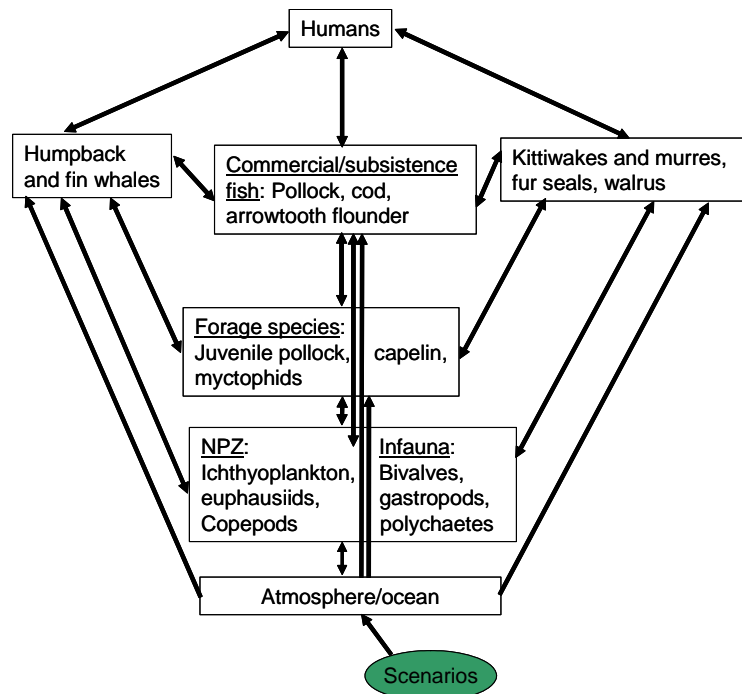 Humans
Humpback
and fin whales
Commercial/subsistence
fish: Pollock, cod,
arrowtooth flounder
Kittiwakes and murres,
fur seals, walrus
Forage species:
Juvenile pollock, capelin,
myctophids
NPZ:
Ichthyoplankton,
euphausiids,
Copepods
Infauna:
Bivalves,
gastropods,
polychaetes
Atmosphere/ocean
Scenarios